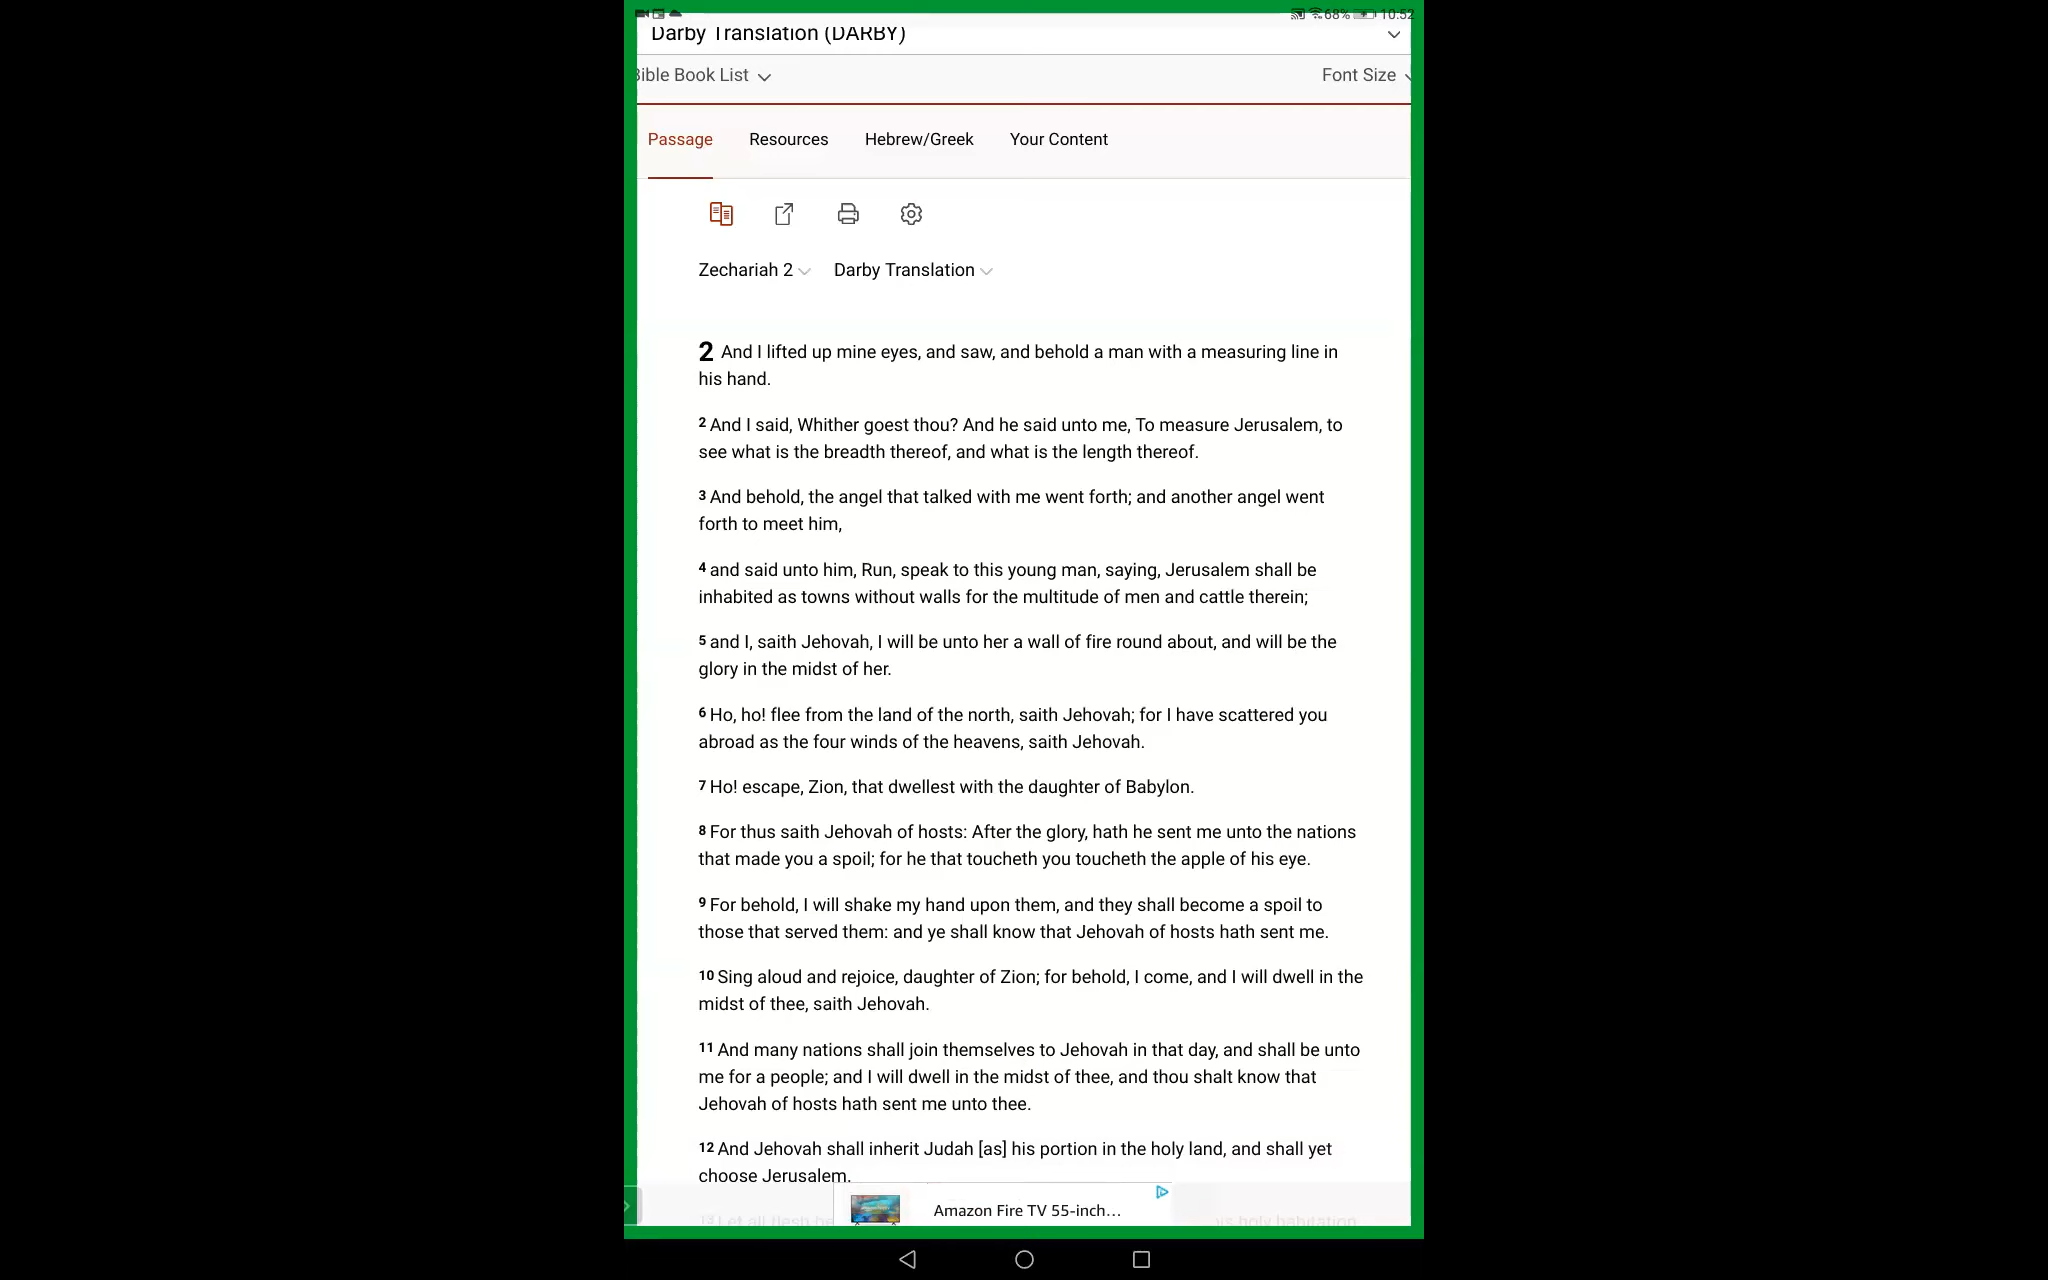 68% 10:52
Darby Translation (DARBY)
Bible Book List Font Size
Passage Resources Hebrew/Greek Your Content
Zechariah 2 Darby Translation
2 And I lifted up mine eyes, and saw, and behold a man with a measuring line in
his hand.
2 And I said, Whither goest thou? And he said unto me, To measure Jerusalem, to
see what is the breadth thereof, and what is the length thereof.
3 And behold, the angel that talked with me went forth; and another angel went
forth to meet him,
4 and said unto him, Run, speak to this young man, saying, Jerusalem shall be
inhabited as towns without walls for the multitude of men and cattle therein;
5 and I, saith Jehovah, I will be unto her a wall of fire round about, and will be the
glory in the midst of her.
6 Ho, ho! flee from the land of the north, saith Jehovah; for I have scattered you
abroad as the four winds of the heavens, saith Jehovah.
7 Ho! escape, Zion, that dwellest with the daughter of Babylon.
8 For thus saith Jehovah of hosts: After the glory, hath he sent me unto the nations
that made you a spoil; for he that toucheth you toucheth the apple of his eye.
9 For behold, I will shake my hand upon them, and they shall become a spoil to
those that served them: and ye shall know that Jehovah of hosts hath sent me.
10 Sing aloud and rejoice, daughter of Zion; for behold, I come, and I will dwell in the
midst of thee, saith Jehovah.
11 And many nations shall join themselves to Jehovah in that day, and shall be unto
me for a people; and I will dwell in the midst of thee, and thou shalt know that
Jehovah of hosts hath sent me unto thee.
12 And Jehovah shall inherit Judah [as] his portion in the holy land, and shall yet
choose Jerusalem.
Amazon Fire TV 55-inch...
13 Let all flesh holy habitation